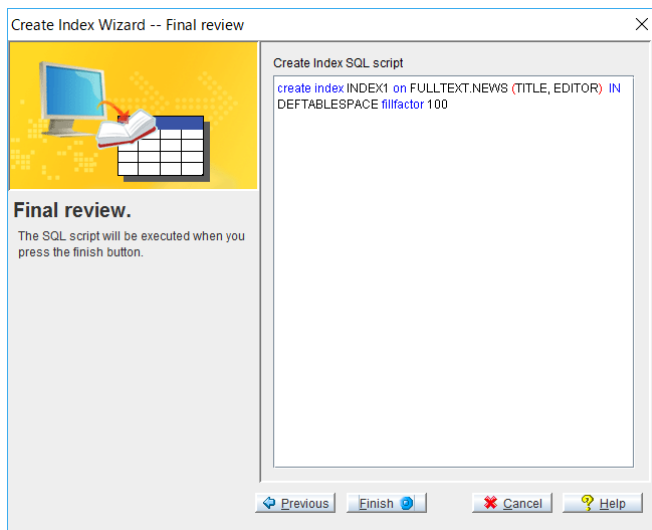 Create Index Wizard -- Final review
Create Index SQL script
create index INDEX1 on FULLTEXT.NEWS (TITLE, EDITOR) IN
DEFTABLESPACE fillfactor 100
Final review.
The SQL script will be executed when you
press the finish button.
Previous Finish Cancel Help